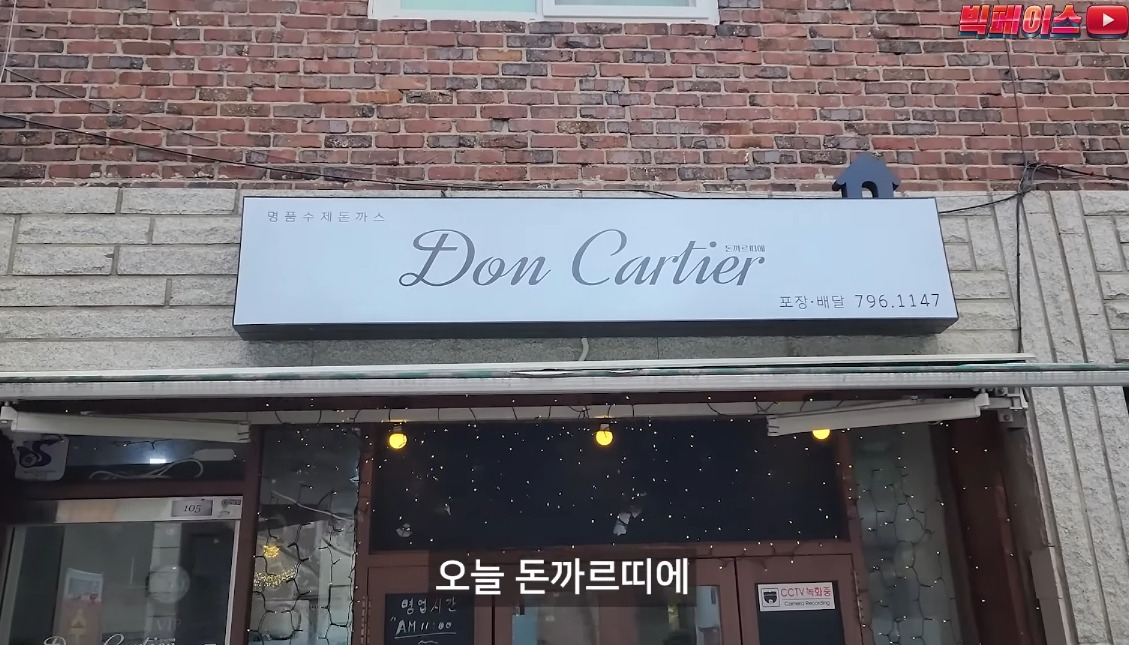 빅페이스
명품수제돈까스
Don Cartier
돈까르띠에
포장·배달 796.1147
105
오늘 돈까르띠에
영업시간
"AM 11:00
CCTV 녹화중
Camera Recording